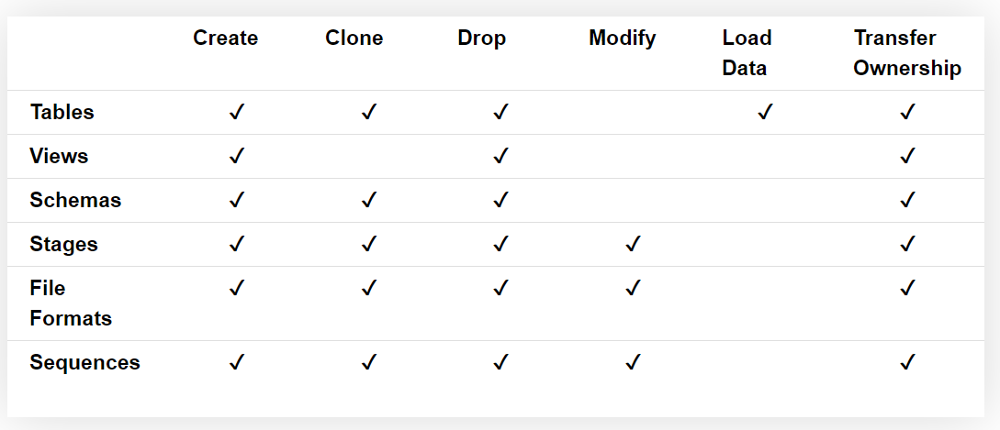 Create Clone Drop Modify Load Data Transfer Ownership
Tables ✓ ✓ ✓ ✓ ✓
Views ✓ ✓ ✓
Schemas ✓ ✓ ✓ ✓
Stages ✓ ✓ ✓ ✓ ✓
File Formats ✓ ✓ ✓ ✓ ✓
Sequences ✓ ✓ ✓ ✓ ✓